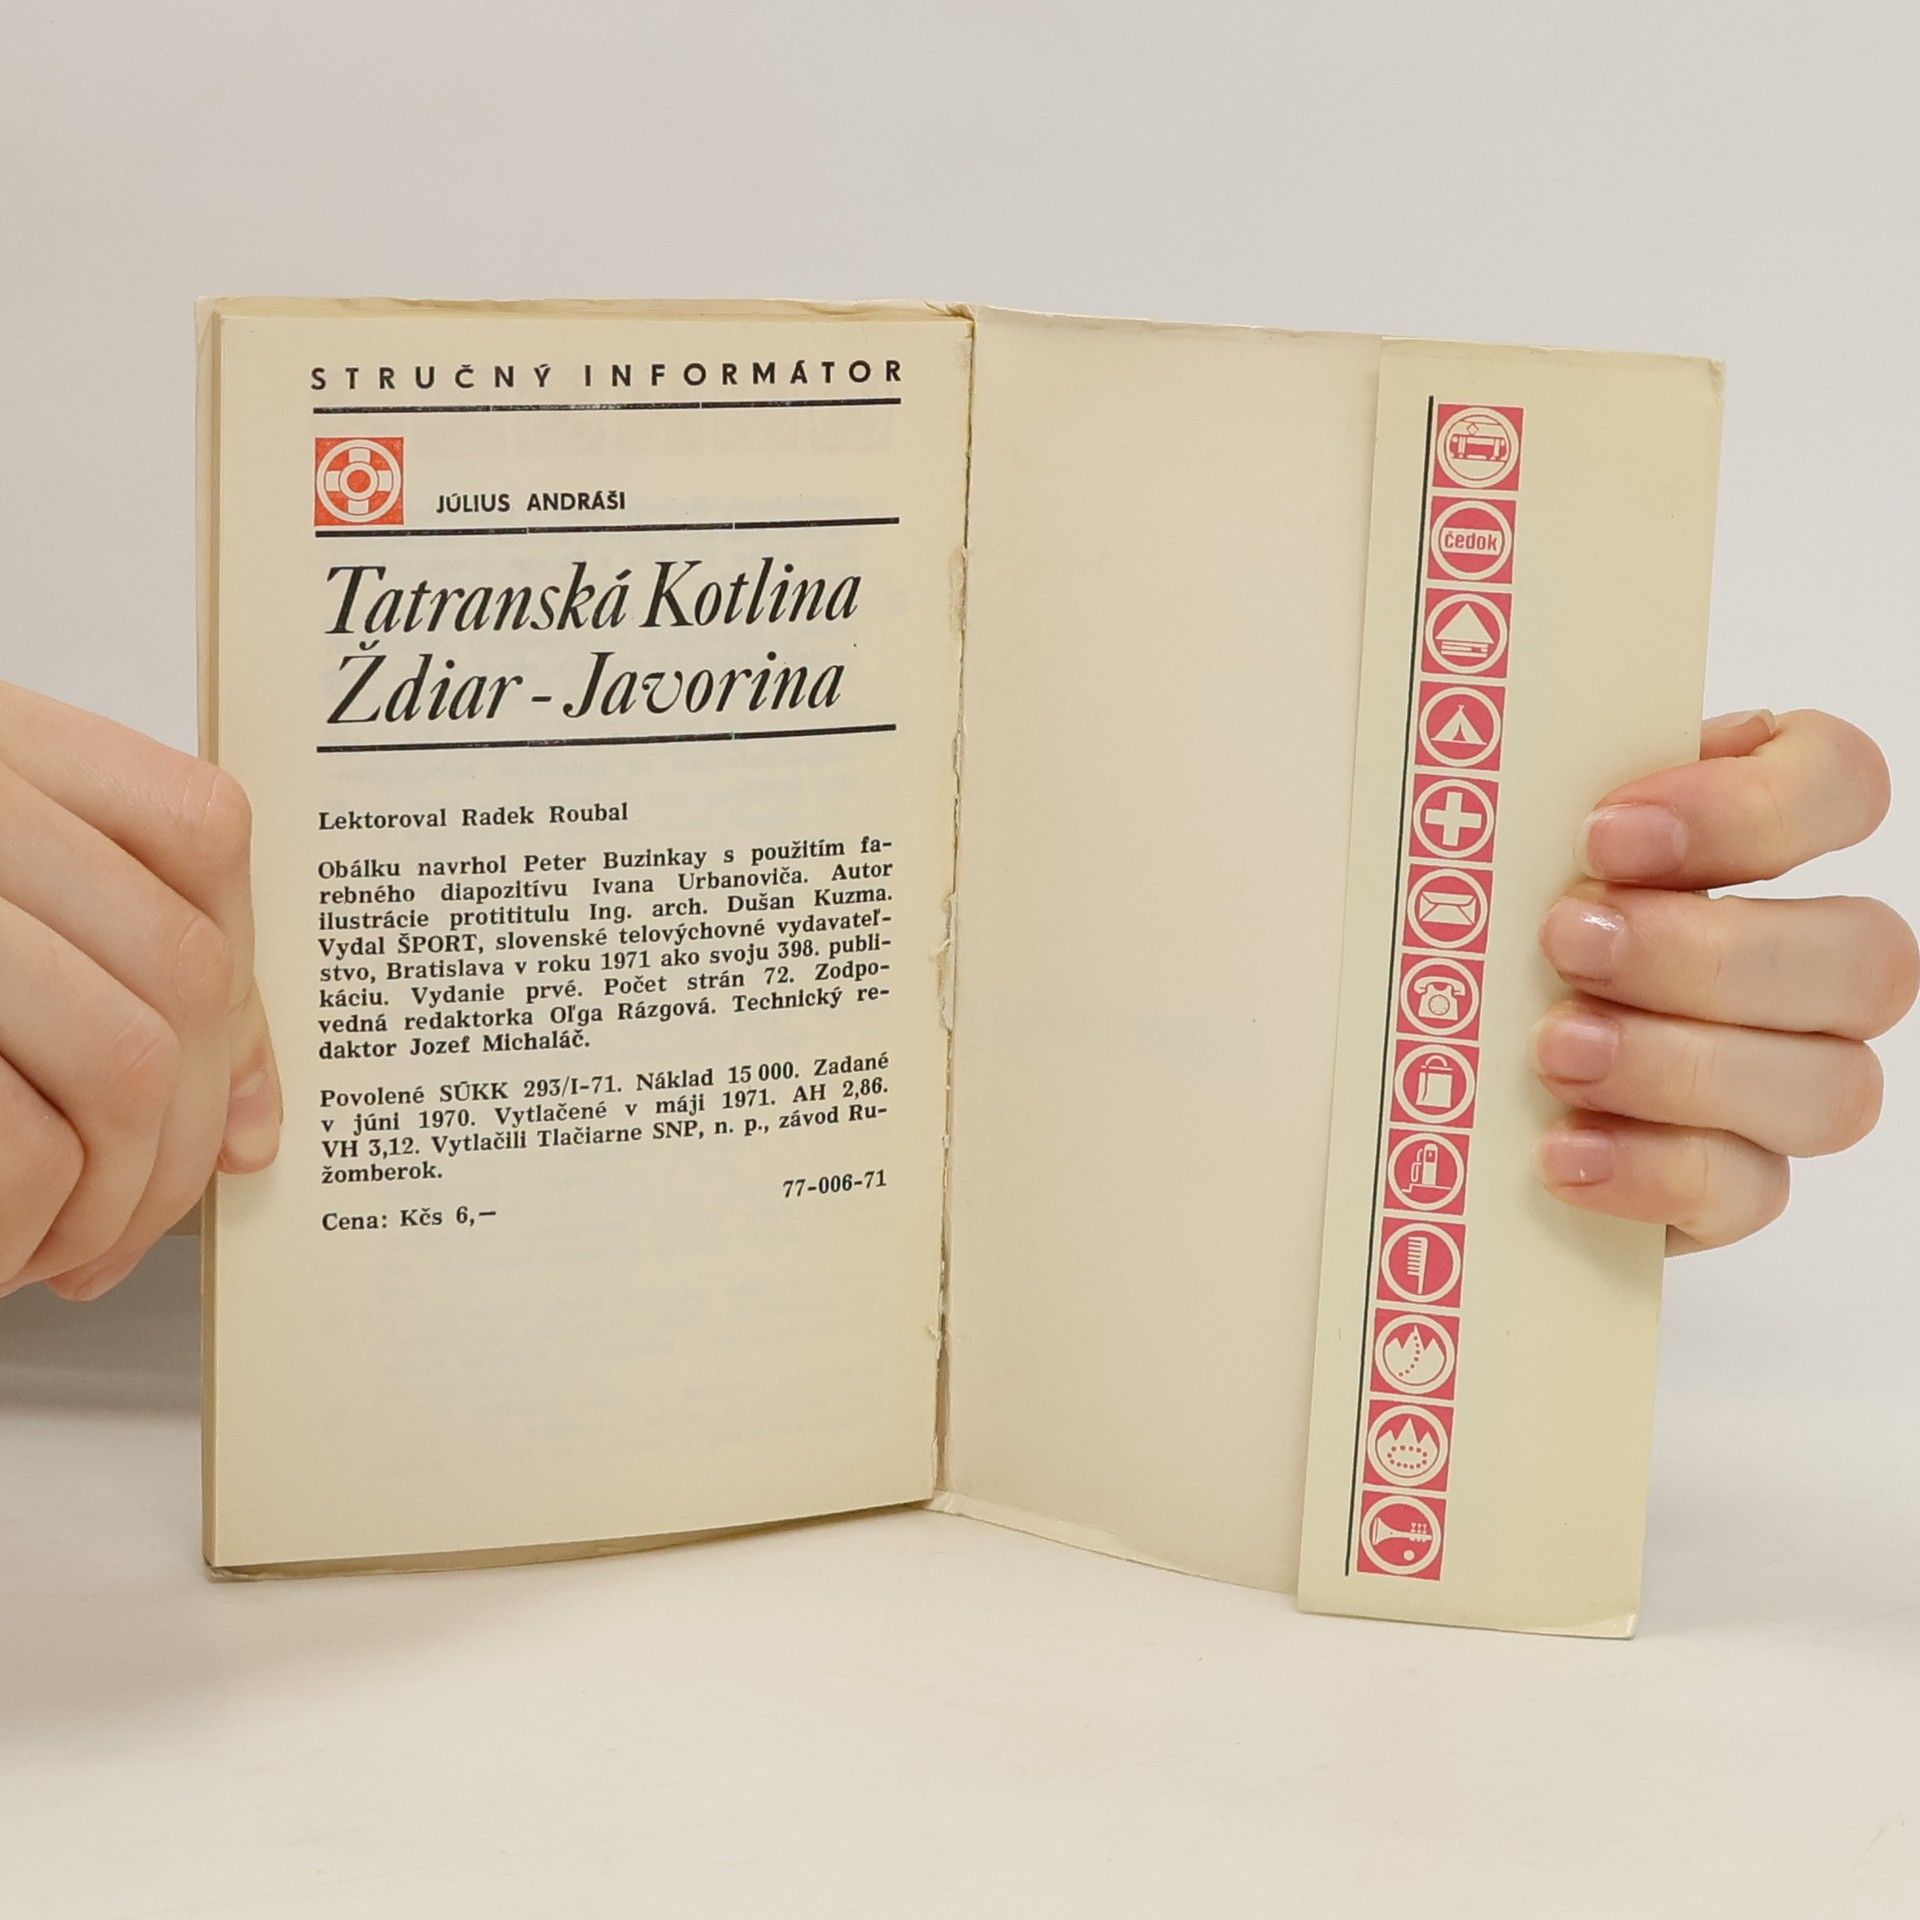 STRUČNÝ INFORMÁTOR
JÚLIUS ANDRÁŠI
Tatranská Kotlina
Ždiar - Javorina
Lektoroval Radek Roubal
Obálku navrhol Peter Buzinkay s použitím fa-
rebného diapozitívu Ivana Urbanoviča. Autor
ilustrácie protititulu Ing. arch. Dušan Kuzma.
Vydal ŠPORT, slovenské telovýchovné vydavateľ-
stvo, Bratislava v roku 1971 ako svoju 398. publi-
káciu. Vydanie prvé. Počet strán 72. Zodpo-
vedná redaktorka Oľga Rázgová. Technický re-
daktor Jozef Michaláč.
Povolené SÚKK 293/I-71. Náklad 15 000. Zadané
v júni 1970. Vytlačené v máji 1971. AH 2,86.
VH 3,12. Vytlačili Tlačiarne SNP, n. p., závod Ru-
žomberok.
77-006-71
Cena: Kčs 6,—
čedok